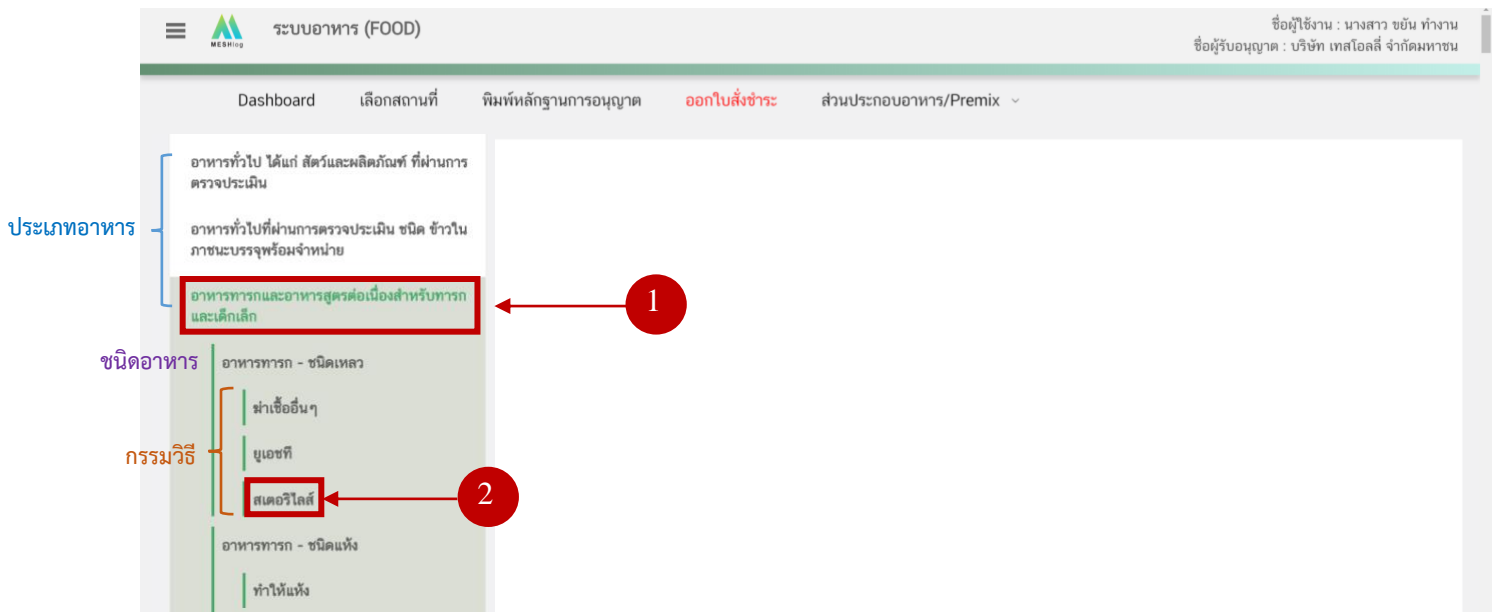 ระบบอาหาร (FOOD)
MESHlog
ชื่อผู้ใช้งาน : นางสาว ขยัน ทำงาน
ชื่อผู้รับอนุญาต : บริษัท เทสโอลลี่ จำกัดมหาชน
Dashboard เลือกสถานที่ พิมพ์หลักฐานการอนุญาต ออกใบสั่งชำระ ส่วนประกอบอาหาร/Premix
อาหารทั่วไป ได้แก่ สัตว์และผลิตภัณฑ์ ที่ผ่านการ
ตรวจประเมิน
ประเภทอาหาร
อาหารทั่วไปที่ผ่านการตรวจประเมิน ชนิด ข้าวใน
ภาชนะบรรจุพร้อมจำหน่าย
อาหารทารกและอาหารสูตรต่อเนื่องสำหรับทารก
และเด็กเล็ก
1
ชนิดอาหาร
อาหารทารก - ชนิดเหลว
ฆ่าเชื้ออื่นๆ
กรรมวิธี
ยูเอชที
สเตอริไลส์
2
อาหารทารก - ชนิดแห้ง
ทำให้แห้ง